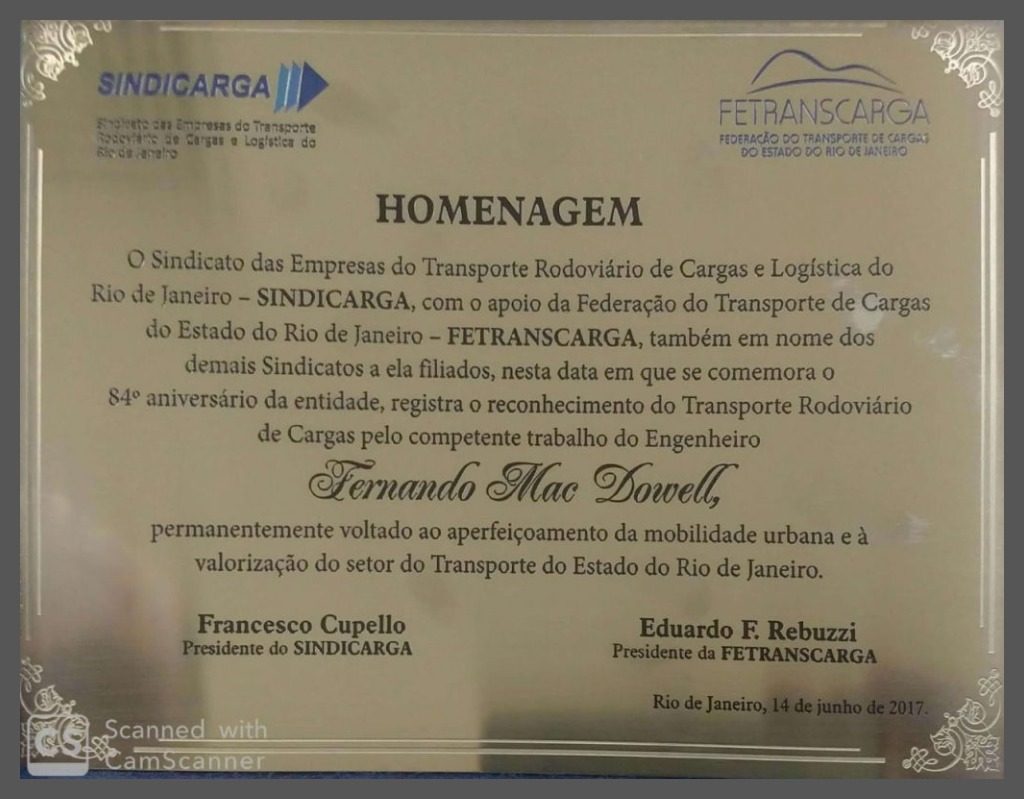 SINDICARGA
Sindicato das Empresas do Transporte
Rodoviário de Cargas e Logística do
Rio de Janeiro
FETRANSCARGA
FEDERAÇÃO DO TRANSPORTE DE CARGAS
DO ESTADO DO RIO DE JANEIRO
HOMENAGEM
O Sindicato das Empresas do Transporte Rodoviário de Cargas e Logística do
Rio de Janeiro – SINDICARGA, com o apoio da Federação do Transporte de Cargas
do Estado do Rio de Janeiro – FETRANSCARGA, também em nome dos
demais Sindicatos a ela filiados, nesta data em que se comemora o
84º aniversário da entidade, registra o reconhecimento do Transporte Rodoviário
de Cargas pelo competente trabalho do Engenheiro
Fernando Mac Dowell,
permanentemente voltado ao aperfeiçoamento da mobilidade urbana e à
valorização do setor do Transporte do Estado do Rio de Janeiro.
Francesco Cupello
Presidente do SINDICARGA
Eduardo F. Rebuzzi
Presidente da FETRANSCARGA
Rio de Janeiro, 14 de junho de 2017.
CS Scanned with
CamScanner